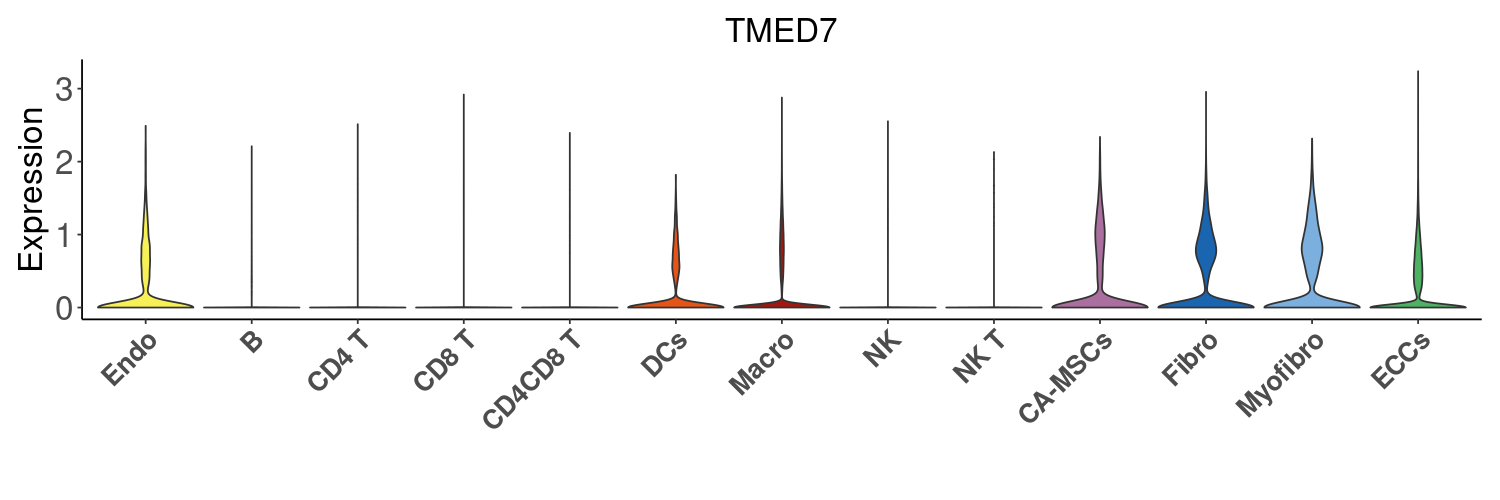 TMED7
Expression
3
2
1
0
Endo
B
CD4 T
CD8 T
CD4CD8 T
DCs
Macro
NK
NK T
CA-MSCs
Fibro
Myofibro
ECCs